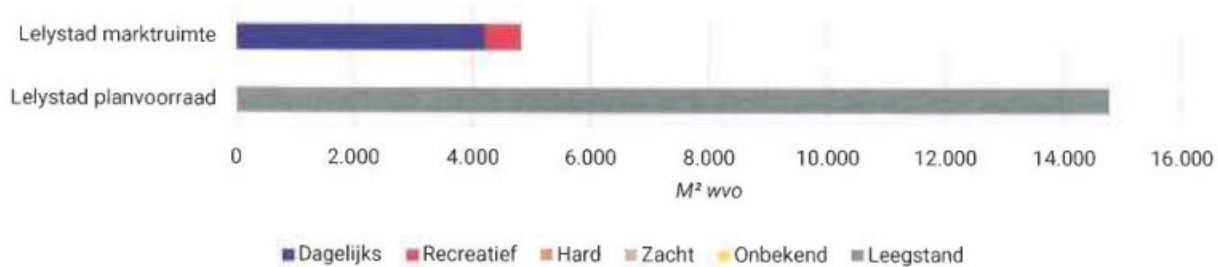 Lelystad marktruimte
Lelystad planvoorraad
0 2.000 4.000 6.000 8.000 10.000 12.000 14.000 16.000
M² wvo
Dagelijks Recreatief Hard Zacht Onbekend Leegstand